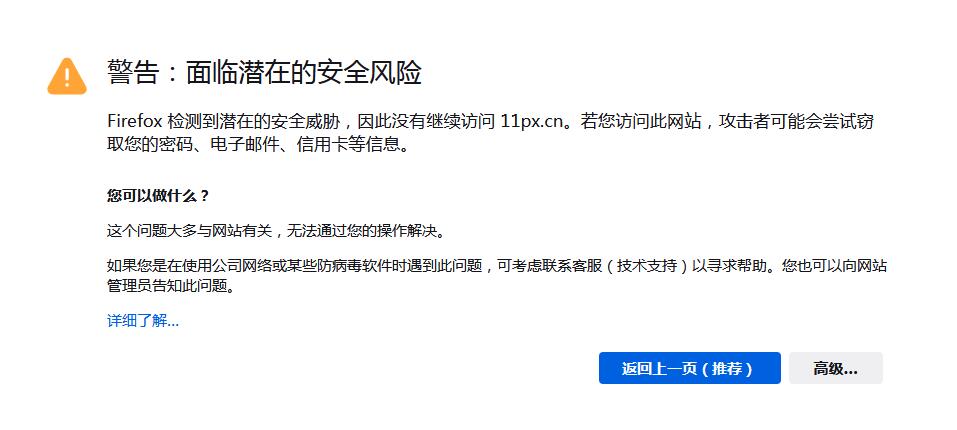 警告：面临潜在的安全风险
Firefox 检测到潜在的安全威胁，因此没有继续访问 11px.cn。若您访问此网站，攻击者可能会尝试窃
取您的密码、电子邮件、信用卡等信息。
您可以做什么？
这个问题大多与网站有关，无法通过您的操作解决。
如果您是在使用公司网络或某些防病毒软件时遇到此问题，可考虑联系客服（技术支持）以寻求帮助。您也可以向网站
管理员告知此问题。
详细了解...
返回上一页（推荐）
高级...